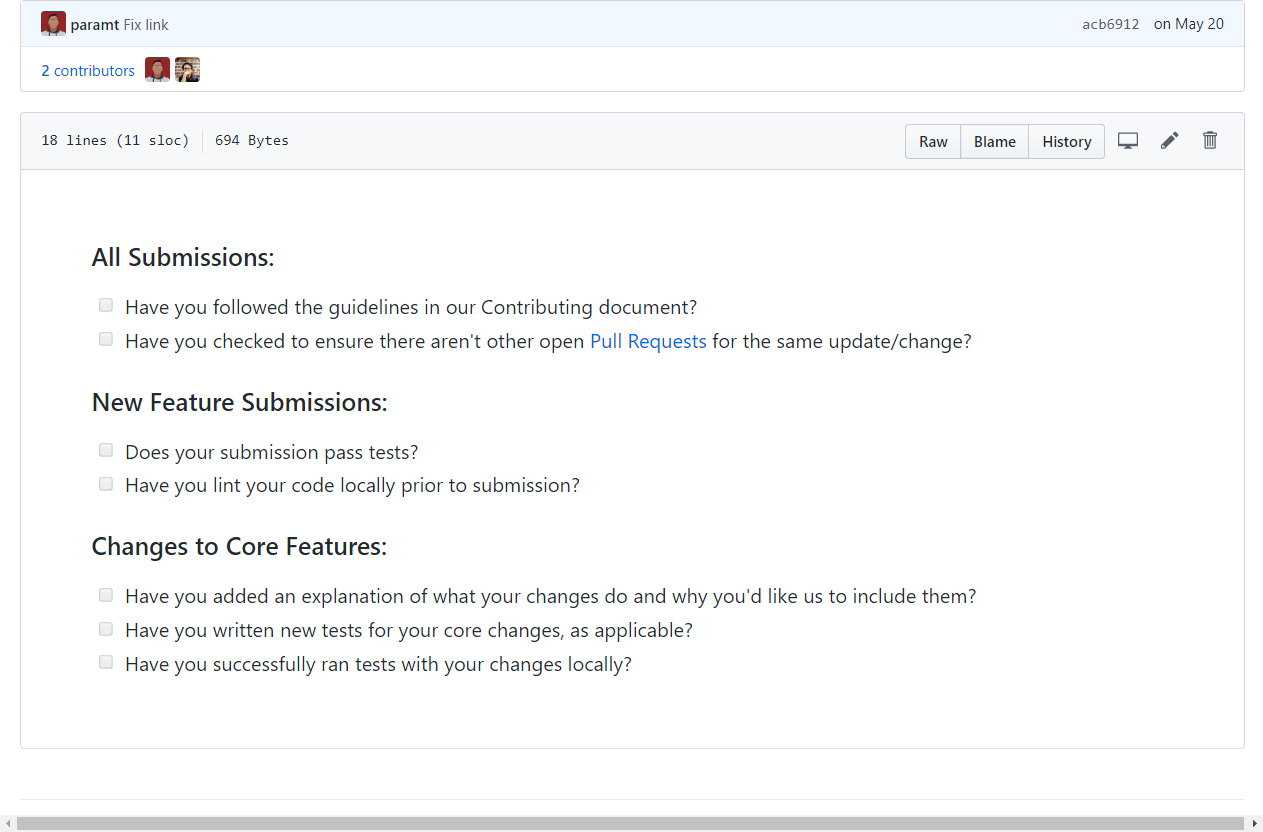 paramt Fix link acb6912 on May 20
2 contributors
18 lines (11 sloc) 694 Bytes Raw Blame History
All Submissions:
Have you followed the guidelines in our Contributing document?
Have you checked to ensure there aren't other open Pull Requests for the same update/change?
New Feature Submissions:
Does your submission pass tests?
Have you lint your code locally prior to submission?
Changes to Core Features:
Have you added an explanation of what your changes do and why you'd like us to include them?
Have you written new tests for your core changes, as applicable?
Have you successfully ran tests with your changes locally?